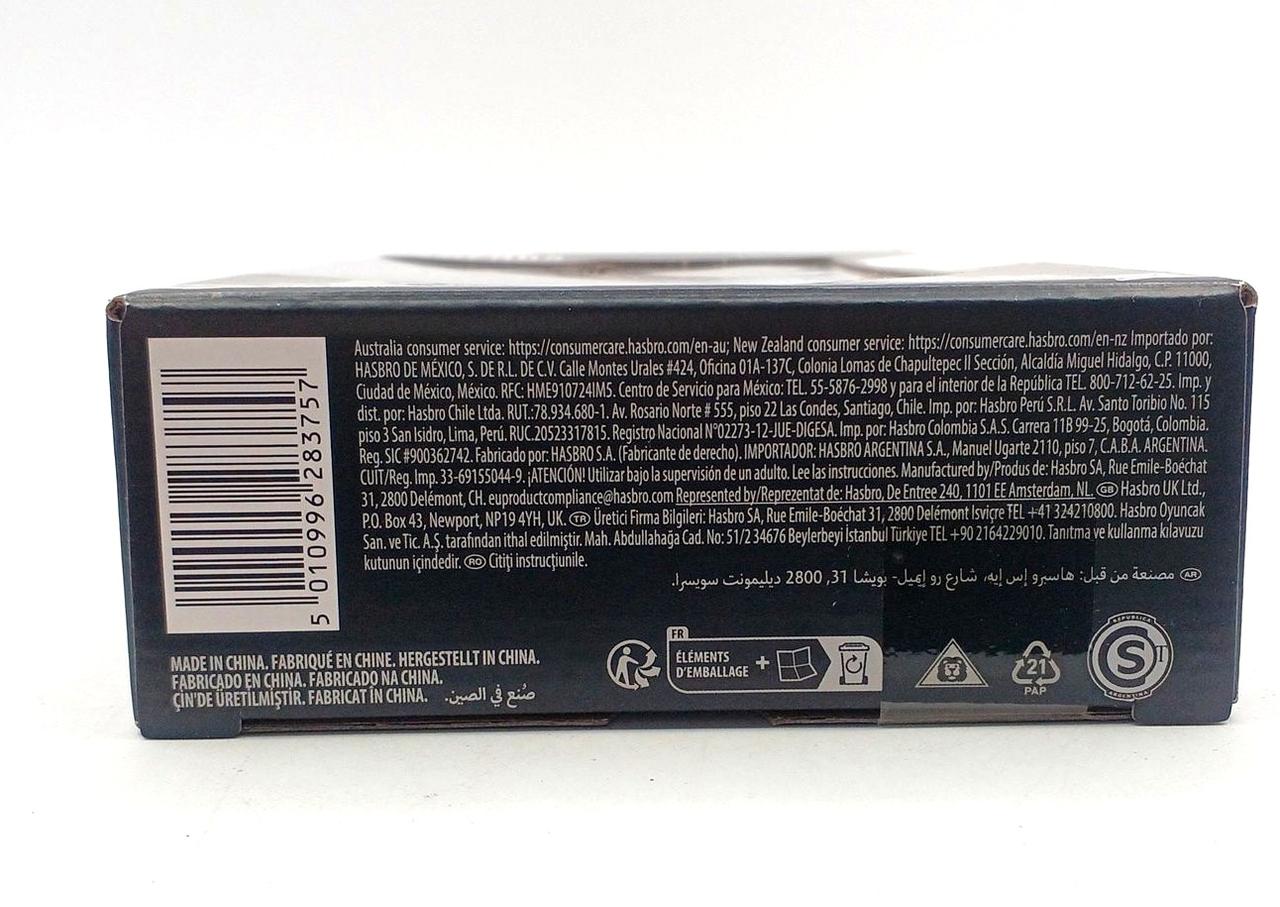 Australia consumer service: https://consumercare.hasbro.com/en-au; New Zealand consumer service: https://consumercare.hasbro.com/en-nz Importado por:
HASBRO DE MÉXICO, S. DE R.L. DE C.V. Calle Montes Urales #424, Oficina 01A-137C, Colonia Lomas de Chapultepec II Sección, Alcaldía Miguel Hidalgo, C.P. 11000,
Ciudad de México, México. RFC: HME910724IM5. Centro de Servicio para México: TEL. 55-5876-2998 y para el interior de la República TEL. 800-712-62-25. Imp. y
dist. por: Hasbro Chile Ltda. RUT.:78.934.680-1. Av. Rosario Norte # 555, piso 22 Las Condes, Santiago, Chile. Imp. por: Hasbro Perú S.R.L. Av. Santo Toribio No. 115
piso 3 San Isidro, Lima, Perú. RUC.20523317815. Registro Nacional N°02273-12-JUE-DIGESA. Imp. por: Hasbro Colombia S.A.S. Carrera 11B 99-25, Bogotá, Colombia.
Reg. SIC #900362742. Fabricado por: HASBRO S.A. (Fabricante de derecho). IMPORTADOR: HASBRO ARGENTINA S.A., Manuel Ugarte 2110, piso 7, C.A.B.A. ARGENTINA.
CUIT/Reg. Imp. 33-69155044-9. ¡ATENCIÓN! Utilizar bajo la supervisión de un adulto. Lee las instrucciones. Manufactured by/Produs de: Hasbro SA, Rue Emile-Boéchat
31, 2800 Delémont, CH. euproductcompliance@hasbro.com Represented by/Reprezentat de: Hasbro, De Entree 240, 1101 EE Amsterdam, NL. GB Hasbro UK Ltd.,
P.O. Box 43, Newport, NP19 4YH, UK. TR Üretici Firma Bilgileri: Hasbro SA, Rue Emile-Boéchat 31, 2800 Delémont İsviçre TEL +41 324210800. Hasbro Oyuncak
San. ve Tic. A.Ş. tarafından ithal edilmiştir. Mah. Abdullahağa Cad. No: 51/2 34676 Beylerbeyi İstanbul Türkiye TEL +90 2164229010. Tanıtma ve kullanma kılavuzu
kutunun içindedir. RO Citiți instrucțiunile.
AR مصنعة من قبل: هاسبرو إس إيه، شارع رو إيميل- بويشا 31, 2800 ديليمونت سويسرا.
5 010996 283757
MADE IN CHINA. FABRIQUÉ EN CHINE. HERGESTELLT IN CHINA.
FABRICADO EN CHINA. FABRICADO NA CHINA.
ÇİN'DE ÜRETİLMİŞTİR. FABRICAT ÎN CHINA. صُنع في الصين.
FR
ÉLÉMENTS
D'EMBALLAGE +
21
PAP
REPUBLICA
S
ARGENTINA